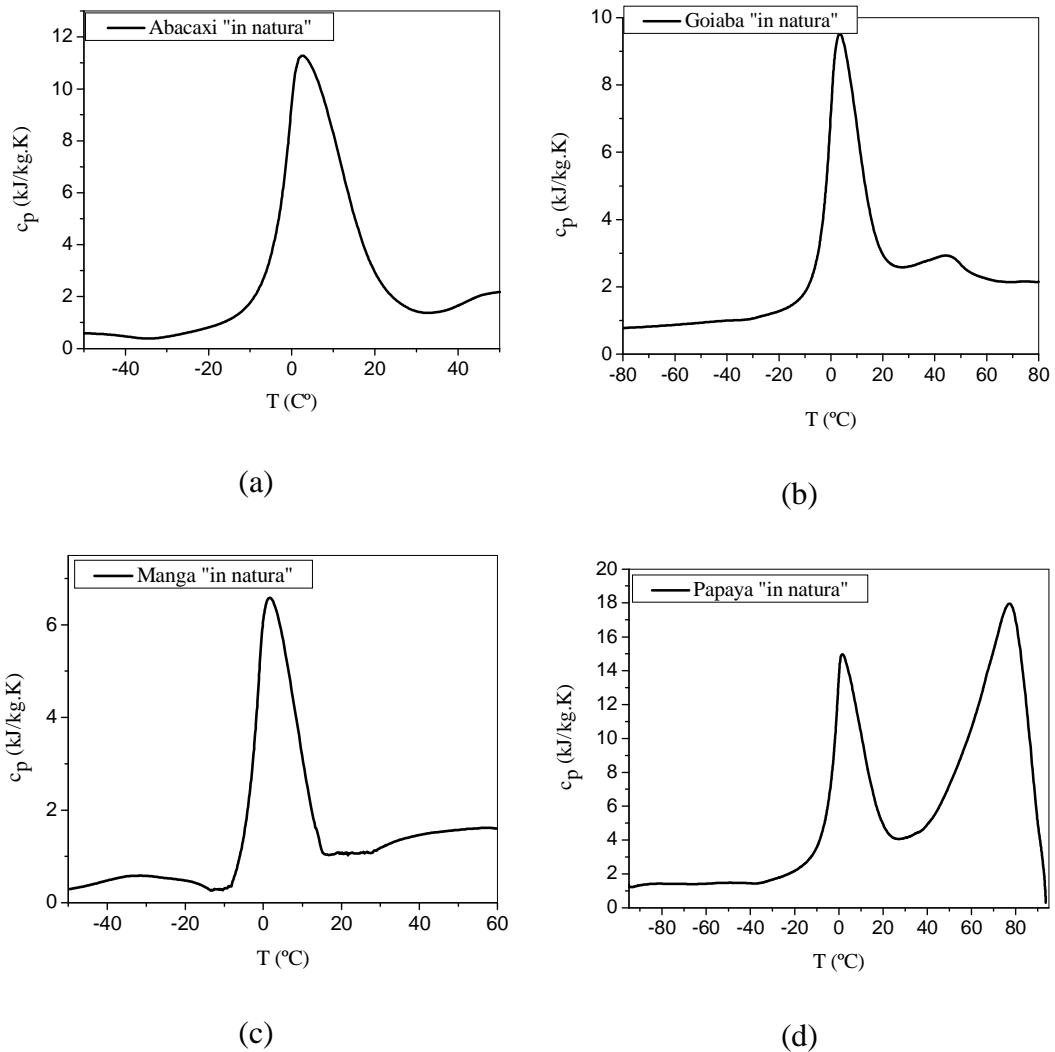 Abacaxi "in natura"
12
10
8
6
4
2
0
cp (kJ/kg.K)
-40 -20 0 20 40
T (Cº)
(a)
Goiaba "in natura"
10
8
6
4
2
0
cp (kJ/kg.K)
-80 -60 -40 -20 0 20 40 60 80
T (ºC)
(b)
Manga "in natura"
6
4
2
0
cp (kJ/kg.K)
-40 -20 0 20 40 60
T (ºC)
(c)
Papaya "in natura"
20
18
16
14
12
10
8
6
4
2
0
cp (kJ/kg.K)
-80 -60 -40 -20 0 20 40 60 80
T (ºC)
(d)